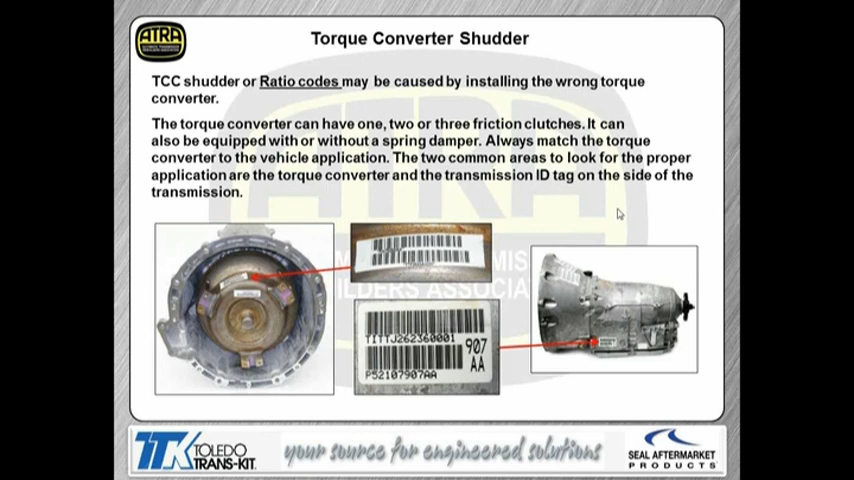 ATRA
Torque Converter Shudder
TCC shudder or Ratio codes may be caused by installing the wrong torque
converter.
The torque converter can have one, two or three friction clutches. It can
also be equipped with or without a spring damper. Always match the torque
converter to the vehicle application. The two common areas to look for the proper
application are the torque converter and the transmission ID tag on the side of the
transmission.
TITTJ262360001
907
AA
P52107907AA
TTK TOLEDO
TRANS-KIT.
your source for engineered solutions
SEAL AFTERMARKET
PRODUCTS